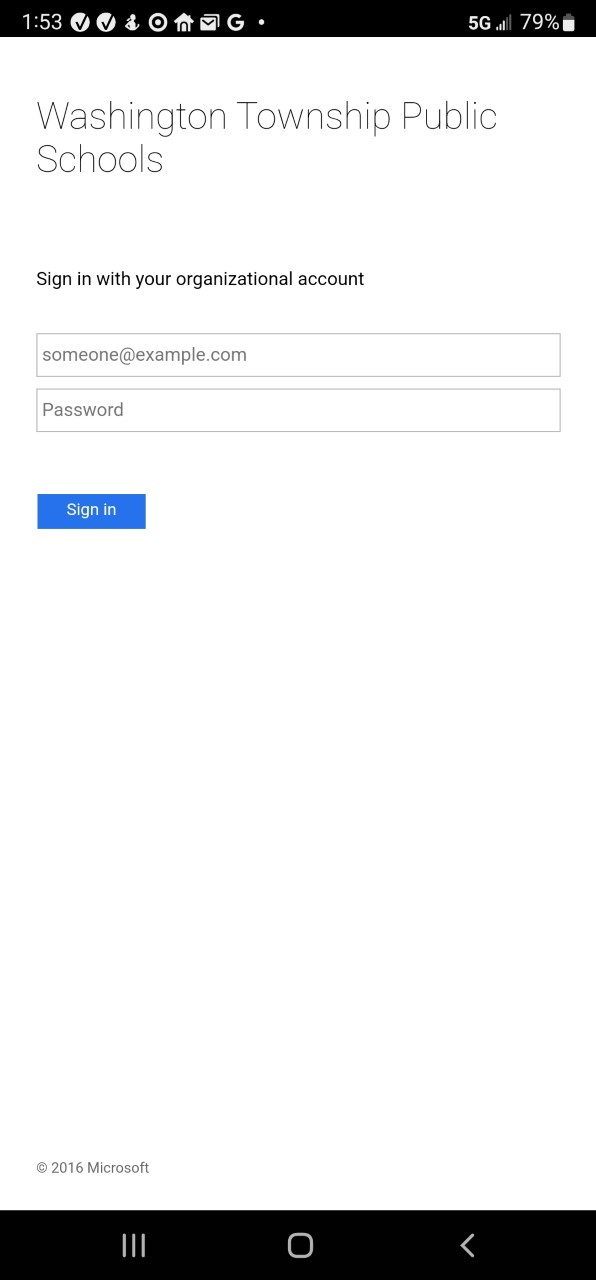 1:53 5G 79%
Washington Township Public
Schools
Sign in with your organizational account
someone@example.com
Password
Sign in
© 2016 Microsoft